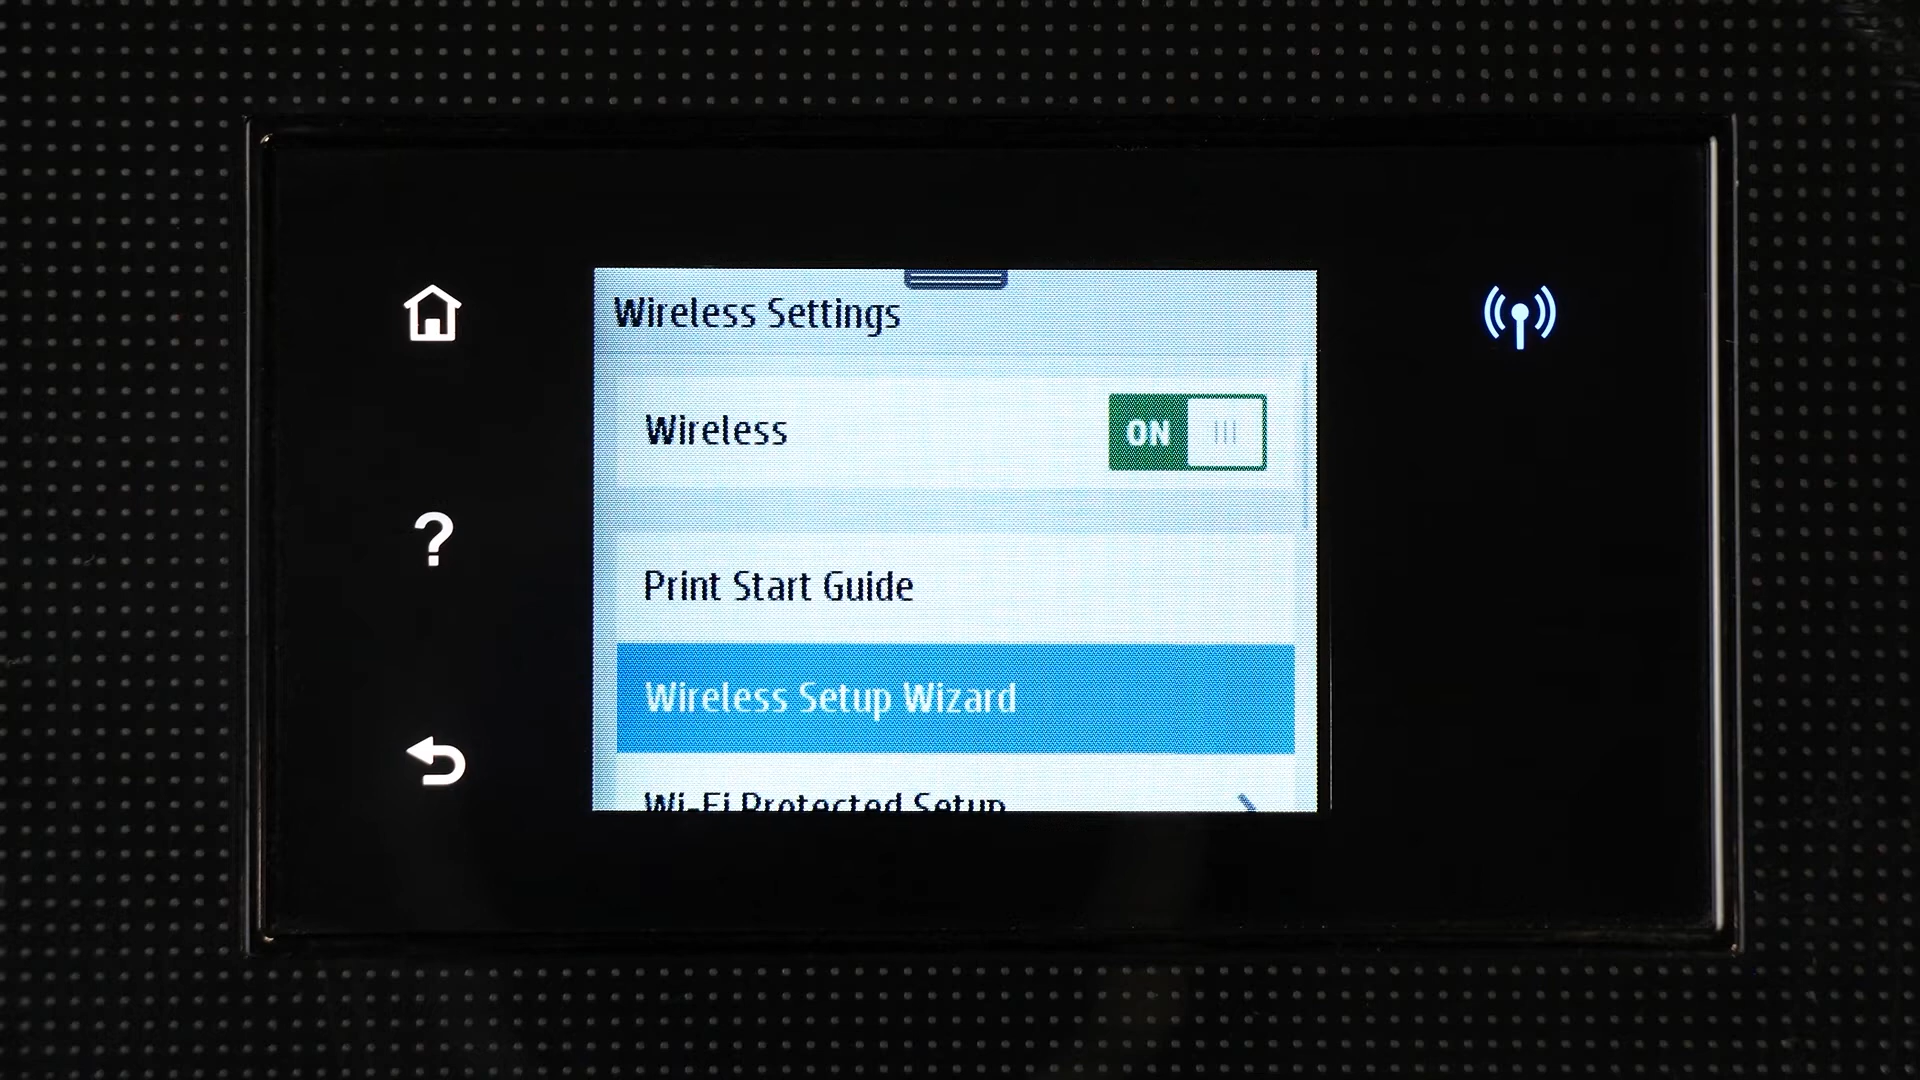 Wireless Settings
Wireless
ON
Print Start Guide
Wireless Setup Wizard
Wi-Fi Protected Setup